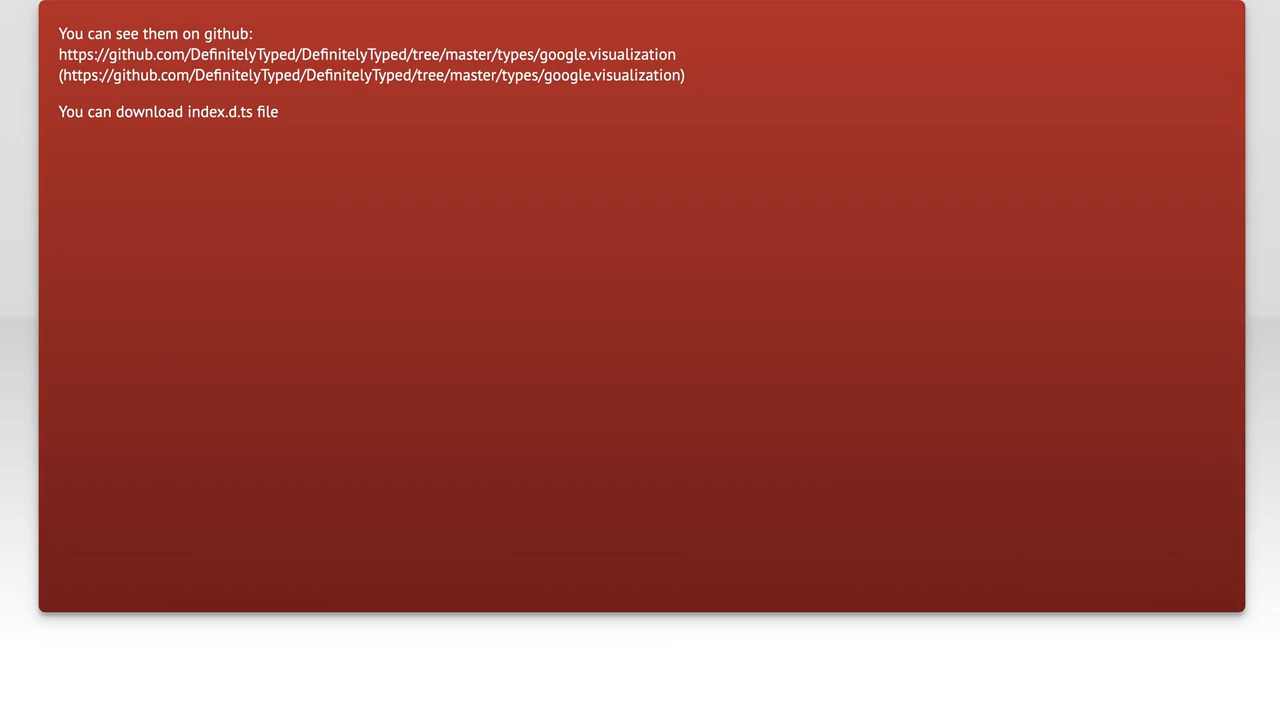 You can see them on github:
https://github.com/DefinitelyTyped/DefinitelyTyped/tree/master/types/google.visualization
(https://github.com/DefinitelyTyped/DefinitelyTyped/tree/master/types/google.visualization)
You can download index.d.ts file